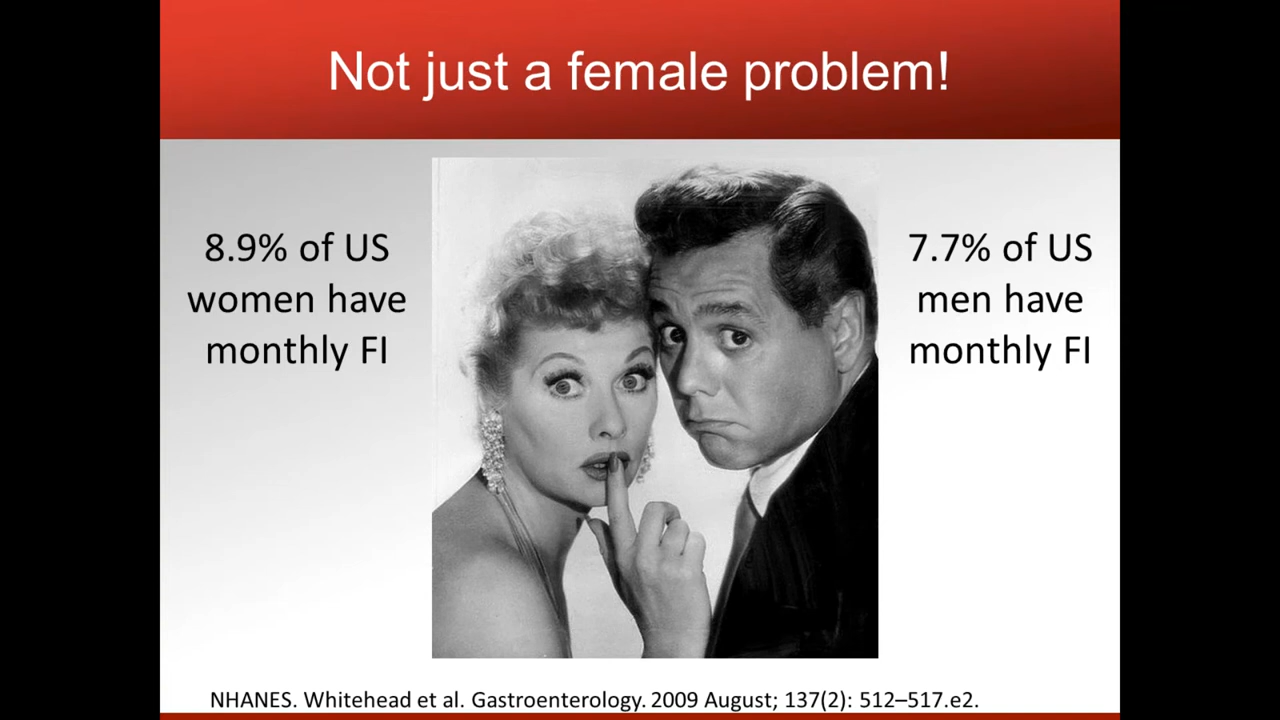 Not just a female problem!
8.9% of US
women have
monthly FI
7.7% of US
men have
monthly FI
NHANES. Whitehead et al. Gastroenterology. 2009 August; 137(2): 512–517.e2.